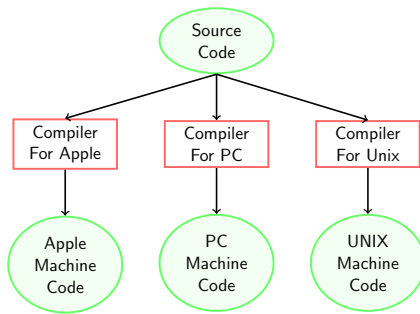 Source
Code
Compiler
For Apple
Compiler
For PC
Compiler
For Unix
Apple
Machine
Code
PC
Machine
Code
UNIX
Machine
Code